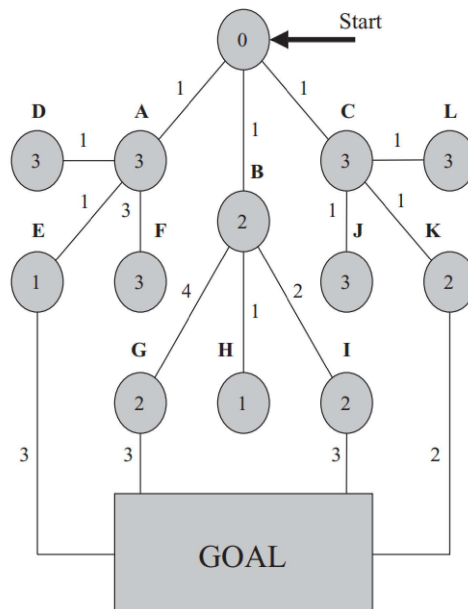 Start
0
1 1
D A C L
1
1 1
3 3 B 3 3
1 3 1 1
E F 2 J K
1 3 4 1 2 3 2
G H I
2 1 2
3 3 3 2
GOAL